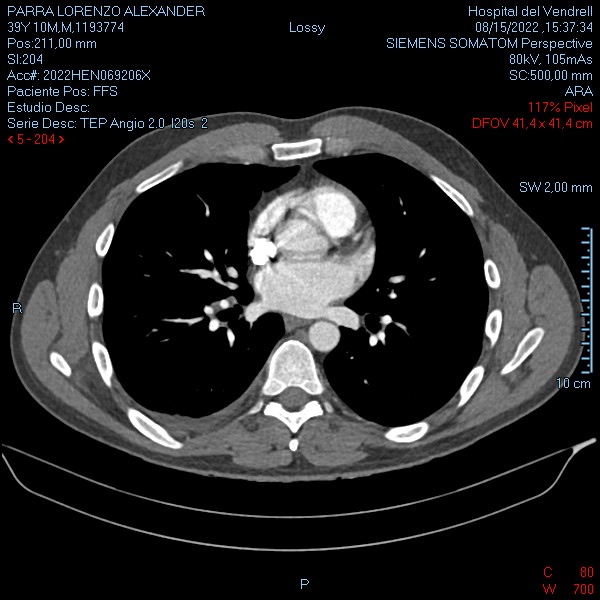 PARRA LORENZO ALEXANDER
39Y 10M,M,1193774
Pos:211,00 mm
SI:204
Acc#: 2022HEN069206X
Paciente Pos: FFS
Estudio Desc:
Serie Desc: TEP Angio 2.0 I20s 2
< 5 - 204 >
Lossy
Hospital del Vendrell
08/15/2022 ,15:37:34
SIEMENS SOMATOM Perspective
80kV, 105mAs
SC:500,00 mm
ARA
117% Pixel
DFOV 41,4 x 41,4 cm
SW 2,00 mm
R
10 cm
P
C 80
W 700